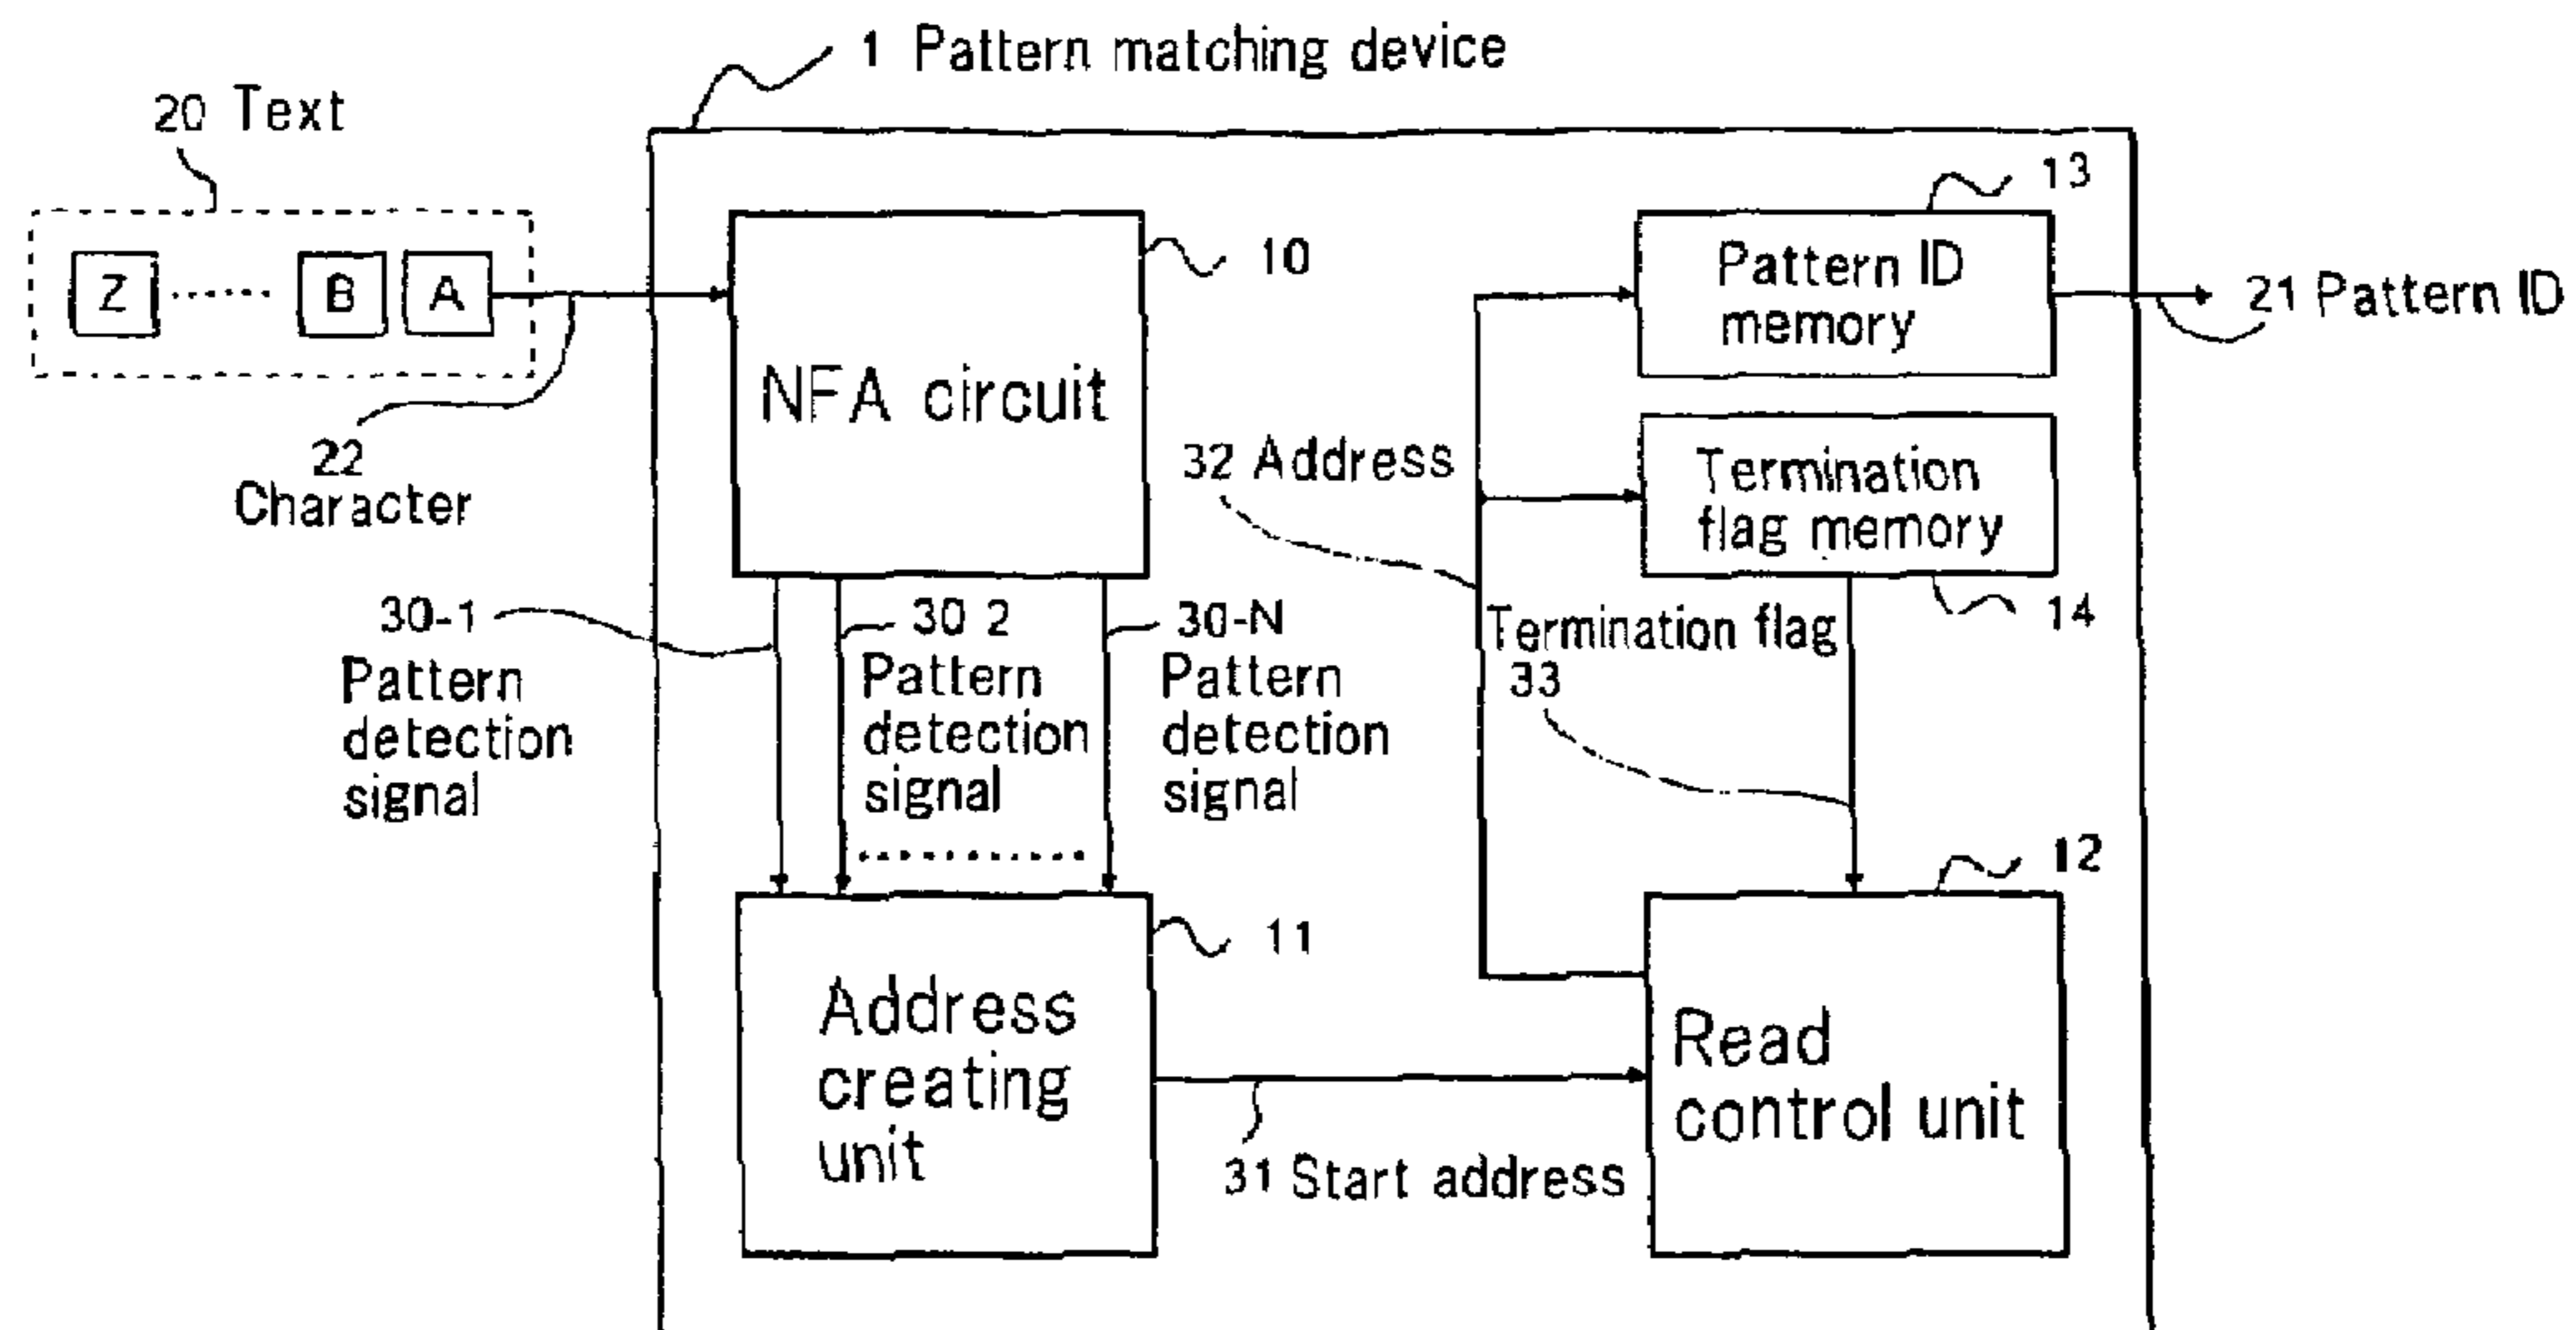 1 Pattern matching device
20 Text
Z ······ B A
22
Character
NFA circuit
10
13
Pattern ID
memory
21 Pattern ID
32 Address
Termination
flag memory
14
Termination flag
33
30-1
Pattern
detection
signal
30 2
Pattern
detection
signal
30-N
Pattern
detection
signal
11
Address
creating
unit
31 Start address
12
Read
control unit